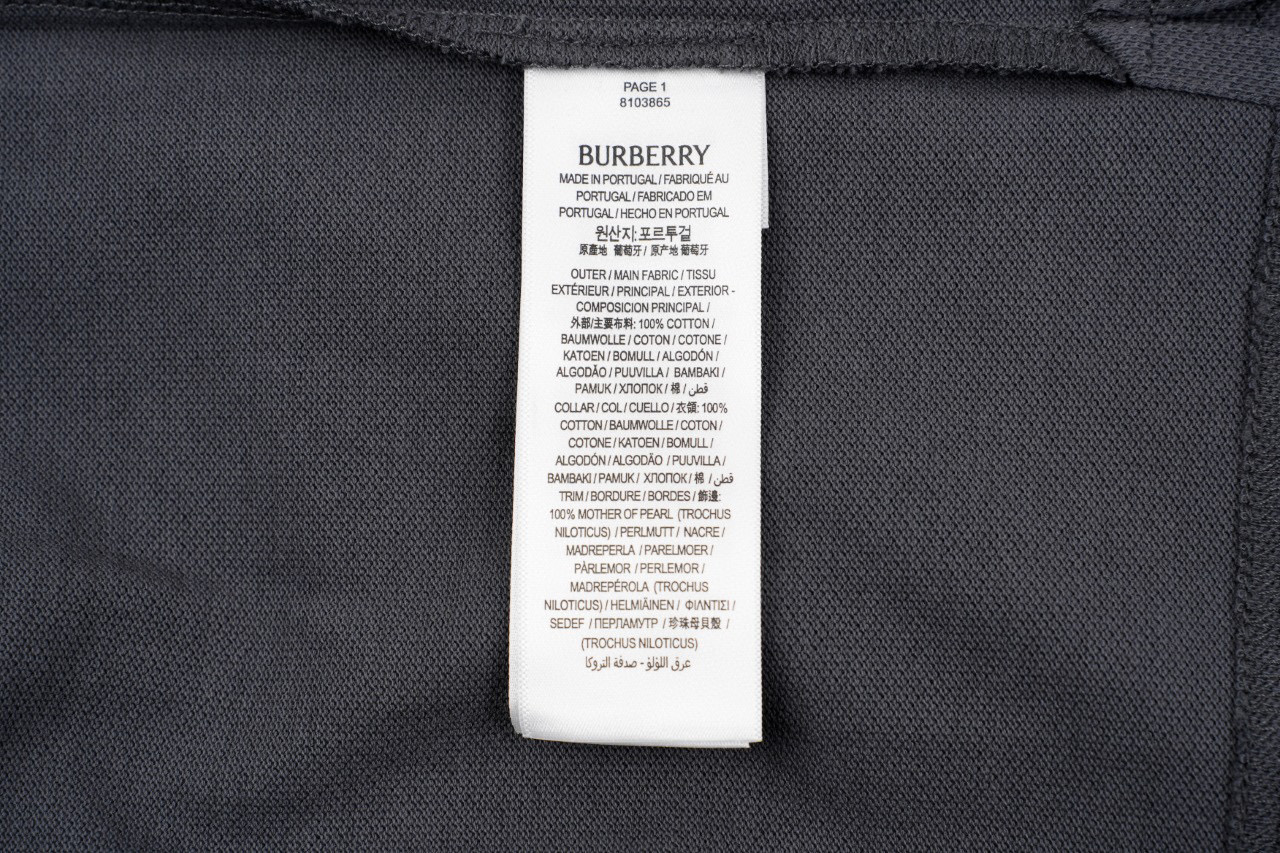 PAGE 1
8103865
BURBERRY
MADE IN PORTUGAL / FABRIQUÉ AU
PORTUGAL / FABRICADO EM
PORTUGAL / HECHO EN PORTUGAL
원산지: 포르투걸
原產地 葡萄牙 / 原产地 葡萄牙
OUTER / MAIN FABRIC / TISSU
EXTÉRIEUR / PRINCIPAL / EXTERIOR -
COMPOSICION PRINCIPAL /
外部/主要布料: 100% COTTON /
BAUMWOLLE / COTON / COTONE /
KATOEN / BOMULL / ALGODÓN /
ALGODÃO / PUUVILLA / BAMBAKI /
PAMUK / ХЛОПОК / 棉 / قطن
COLLAR / COL / CUELLO / 衣領: 100%
COTTON / BAUMWOLLE / COTON /
COTONE / KATOEN / BOMULL /
ALGODÓN / ALGODÃO / PUUVILLA /
BAMBAKI / PAMUK / ХЛОПОК / 棉 / قطن
TRIM / BORDURE / BORDES / 飾邊:
100% MOTHER OF PEARL (TROCHUS
NILOTICUS) / PERLMUTT / NACRE /
MADREPERLA / PARELMOER /
PÄRLEMOR / PERLEMOR /
MADREPÉROLA (TROCHUS
NILOTICUS) / HELMIÄINEN / ΦΙΛΝΤΙΣΙ /
SEDEF / ПЕРЛАМУТР / 珍珠母貝殼 /
(TROCHUS NILOTICUS)
عرق اللؤلؤ - صدفة التروكا